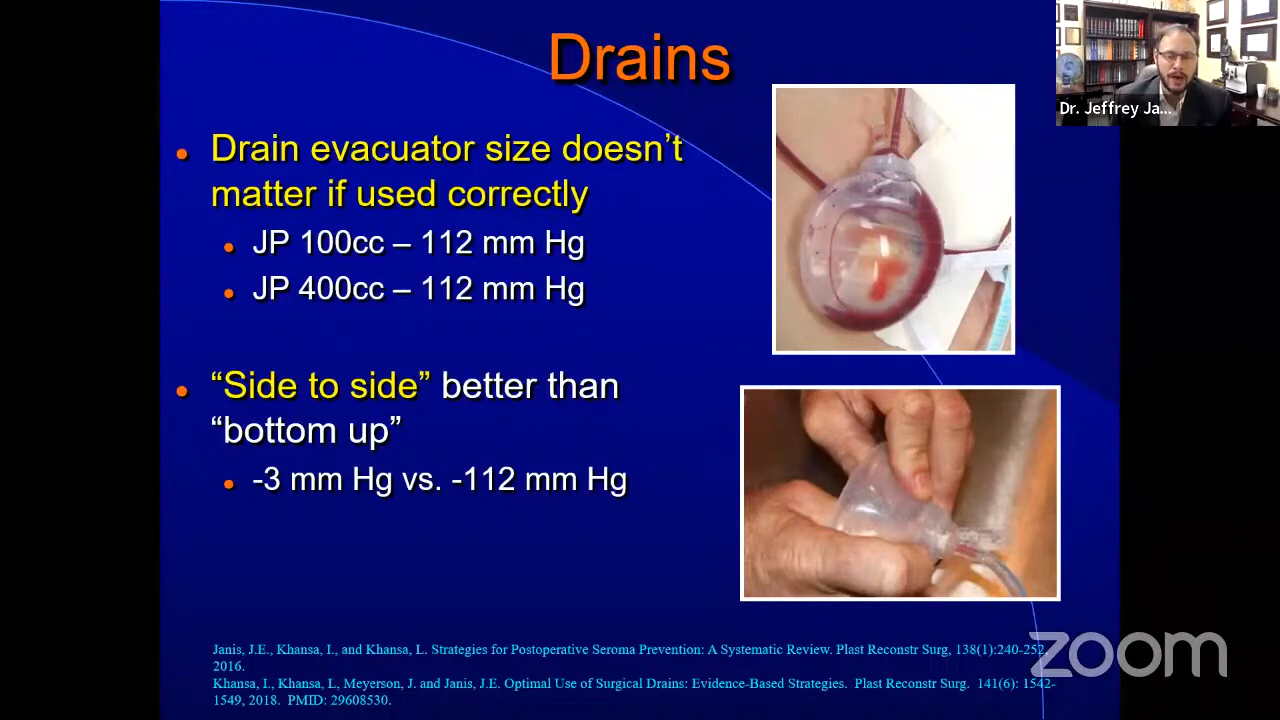 Drains
Dr. Jeffrey Ja...
Drain evacuator size doesn’t
matter if used correctly
JP 100cc – 112 mm Hg
JP 400cc – 112 mm Hg
“Side to side” better than
“bottom up”
-3 mm Hg vs. -112 mm Hg
Janis, J.E., Khansa, I., and Khansa, L. Strategies for Postoperative Seroma Prevention: A Systematic Review. Plast Reconstr Surg, 138(1):240-252,
2016.
Khansa, I., Khansa, L, Meyerson, J. and Janis, J.E. Optimal Use of Surgical Drains: Evidence-Based Strategies. Plast Reconstr Surg. 141(6): 1542-
1549, 2018. PMID: 29608530.
zoom